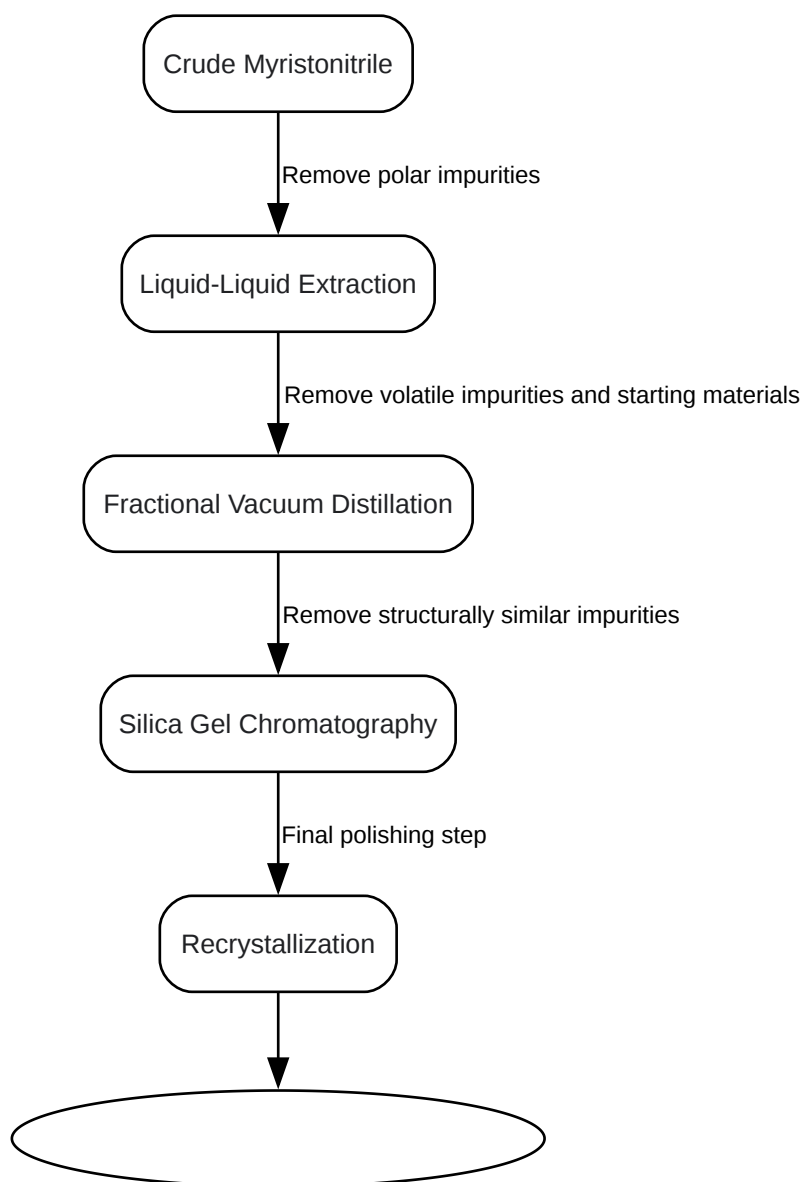 Crude Myristonitrile
Remove polar impurities
Liquid-Liquid Extraction
Remove volatile impurities and starting materials
Fractional Vacuum Distillation
Remove structurally similar impurities
Silica Gel Chromatography
Final polishing step
Recrystallization